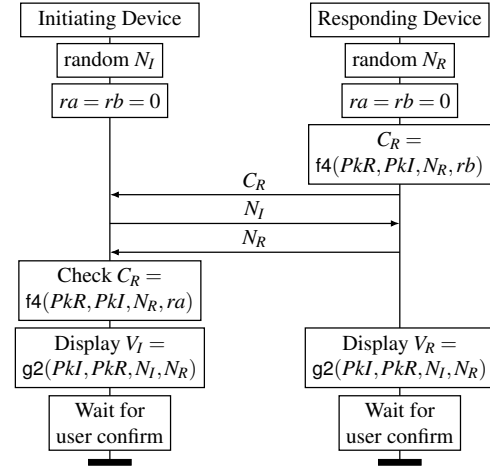 Initiating Device
Responding Device
random N_I
random N_R
ra = rb = 0
ra = rb = 0
C_R =
f4(PkR, PkI, N_R, rb)
C_R
N_I
N_R
Check C_R =
f4(PkR, PkI, N_R, ra)
Display V_I =
g2(PkI, PkR, N_I, N_R)
Display V_R =
g2(PkI, PkR, N_I, N_R)
Wait for
user confirm
Wait for
user confirm